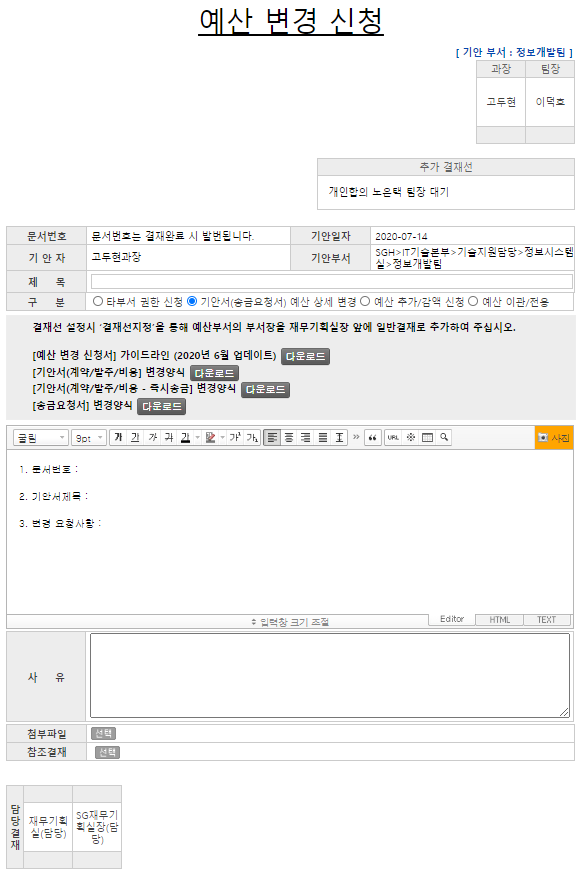 예산 변경 신청
[ 기안 부서 : 정보개발팀 ]
과장 팀장
고두현 이덕호
추가 결재선
개인합의 노은택 팀장 대기
문서번호 문서번호는 결재완료 시 발번됩니다. 기안일자 2020-07-14
기 안 자 고두현과장 기안부서 SGH>IT기술본부>기술지원담당>정보시스템
실>정보개발팀
제 목
구 분 타부서 권한 신청 기안서(송금요청서) 예산 상세 변경 예산 추가/감액 신청 예산 이관/전용
결재선 설정시 '결재선지정'을 통해 예산부서의 부서장을 재무기획실장 앞에 일반결재로 추가하여 주십시오.
[예산 변경 신청서] 가이드라인 (2020년 6월 업데이트) 다운로드
[기안서(계약/발주/비용] 변경양식 다운로드
[기안서(계약/발주/비용 - 즉시송금] 변경양식 다운로드
[송금요청서] 변경양식 다운로드
굴림 9pt 가 가 가 가 가 가 가 가 URL 사진
1. 문서번호 :
2. 기안서제목 :
3. 변경 요청사항 :
입력창 크기 조절 Editor HTML TEXT
사 유
첨부파일 선택
참조결재 선택
담당결재
재무기획
실(담당)
SG재무기
획실장(담
당)